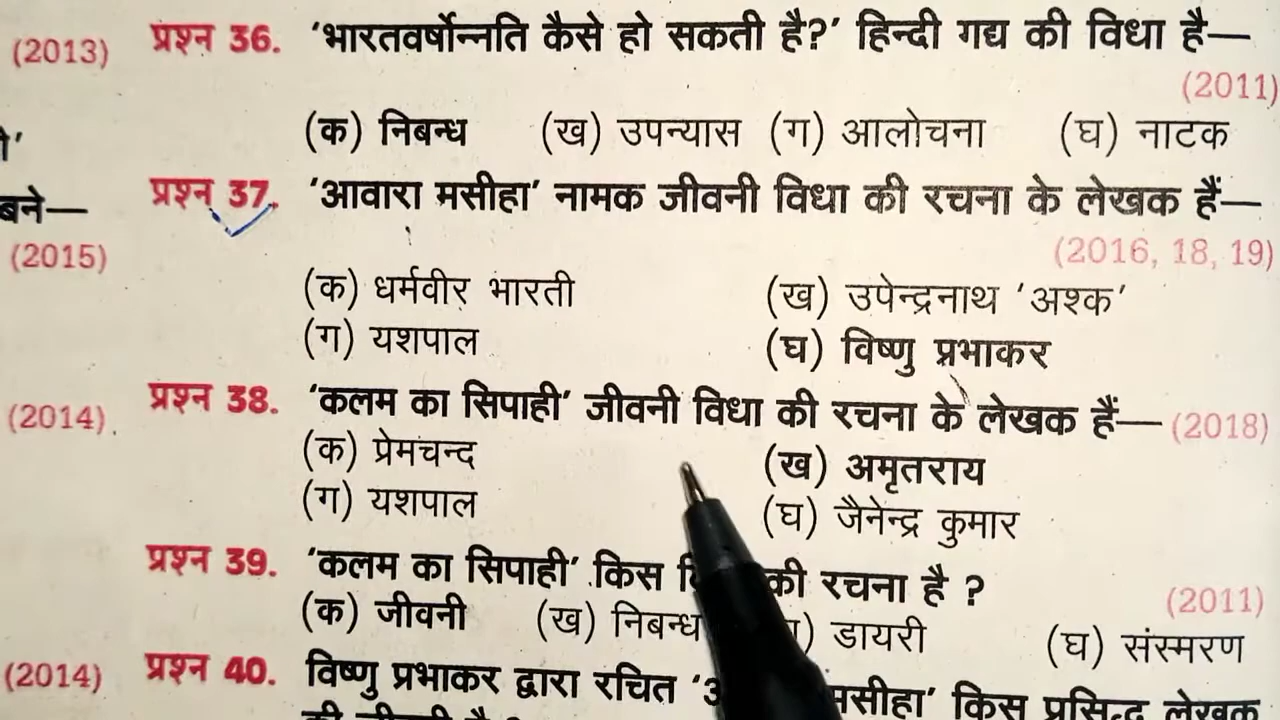 (2013)
ो'
बने—
(2015)
(2014)
(2014)
प्रश्न 36. 'भारतवर्षोन्नति कैसे हो सकती है?' हिन्दी गद्य की विधा है—
(2011)
(क) निबन्ध (ख) उपन्यास (ग) आलोचना (घ) नाटक
प्रश्न 37. 'आवारा मसीहा' नामक जीवनी विधा की रचना के लेखक हैं—
(2016, 18, 19)
(क) धर्मवीर भारती (ख) उपेन्द्रनाथ 'अश्क'
(ग) यशपाल (घ) विष्णु प्रभाकर
प्रश्न 38. 'कलम का सिपाही' जीवनी विधा की रचना के लेखक हैं— (2018)
(क) प्रेमचन्द (ख) अमृतराय
(ग) यशपाल (घ) जैनेन्द्र कुमार
प्रश्न 39. 'कलम का सिपाही' किस की रचना है ?
(2011)
(क) जीवनी (ख) निबन्ध डायरी (घ) संस्मरण
प्रश्न 40. विष्णु प्रभाकर द्वारा रचित मसीहा' किस प्रसिद्ध लेखक
की जीवनी है ?